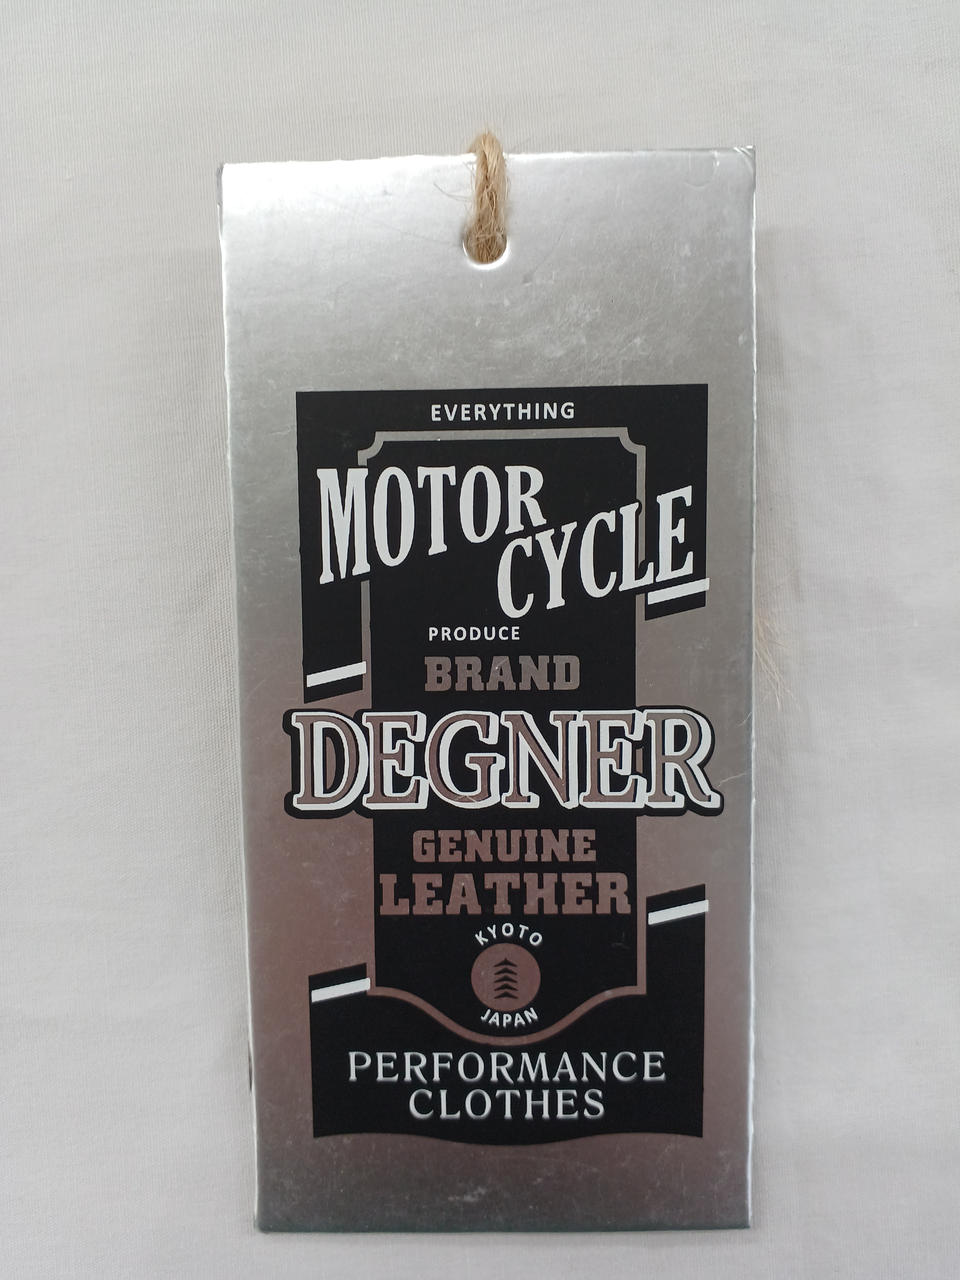 EVERYTHING
MOTOR
CYCLE
PRODUCE
BRAND
DEGNER
GENUINE
LEATHER
KYOTO
JAPAN
PERFORMANCE
CLOTHES